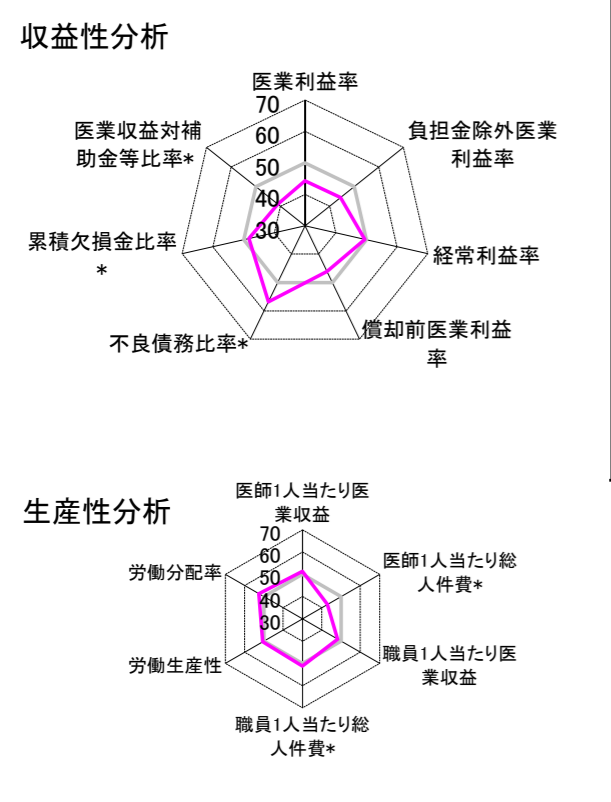 収益性分析
医業利益率
70
60
50
40
30
負担金除外医業
利益率
経常利益率
償却前医業利益
率
不良債務比率*
累積欠損金比率
*
医業収益対補
助金等比率*
生産性分析
医師1人当たり医
業収益
70
60
50
40
30
医師1人当たり総
人件費*
職員1人当たり医
業収益
職員1人当たり総
人件費*
労働生産性
労働分配率